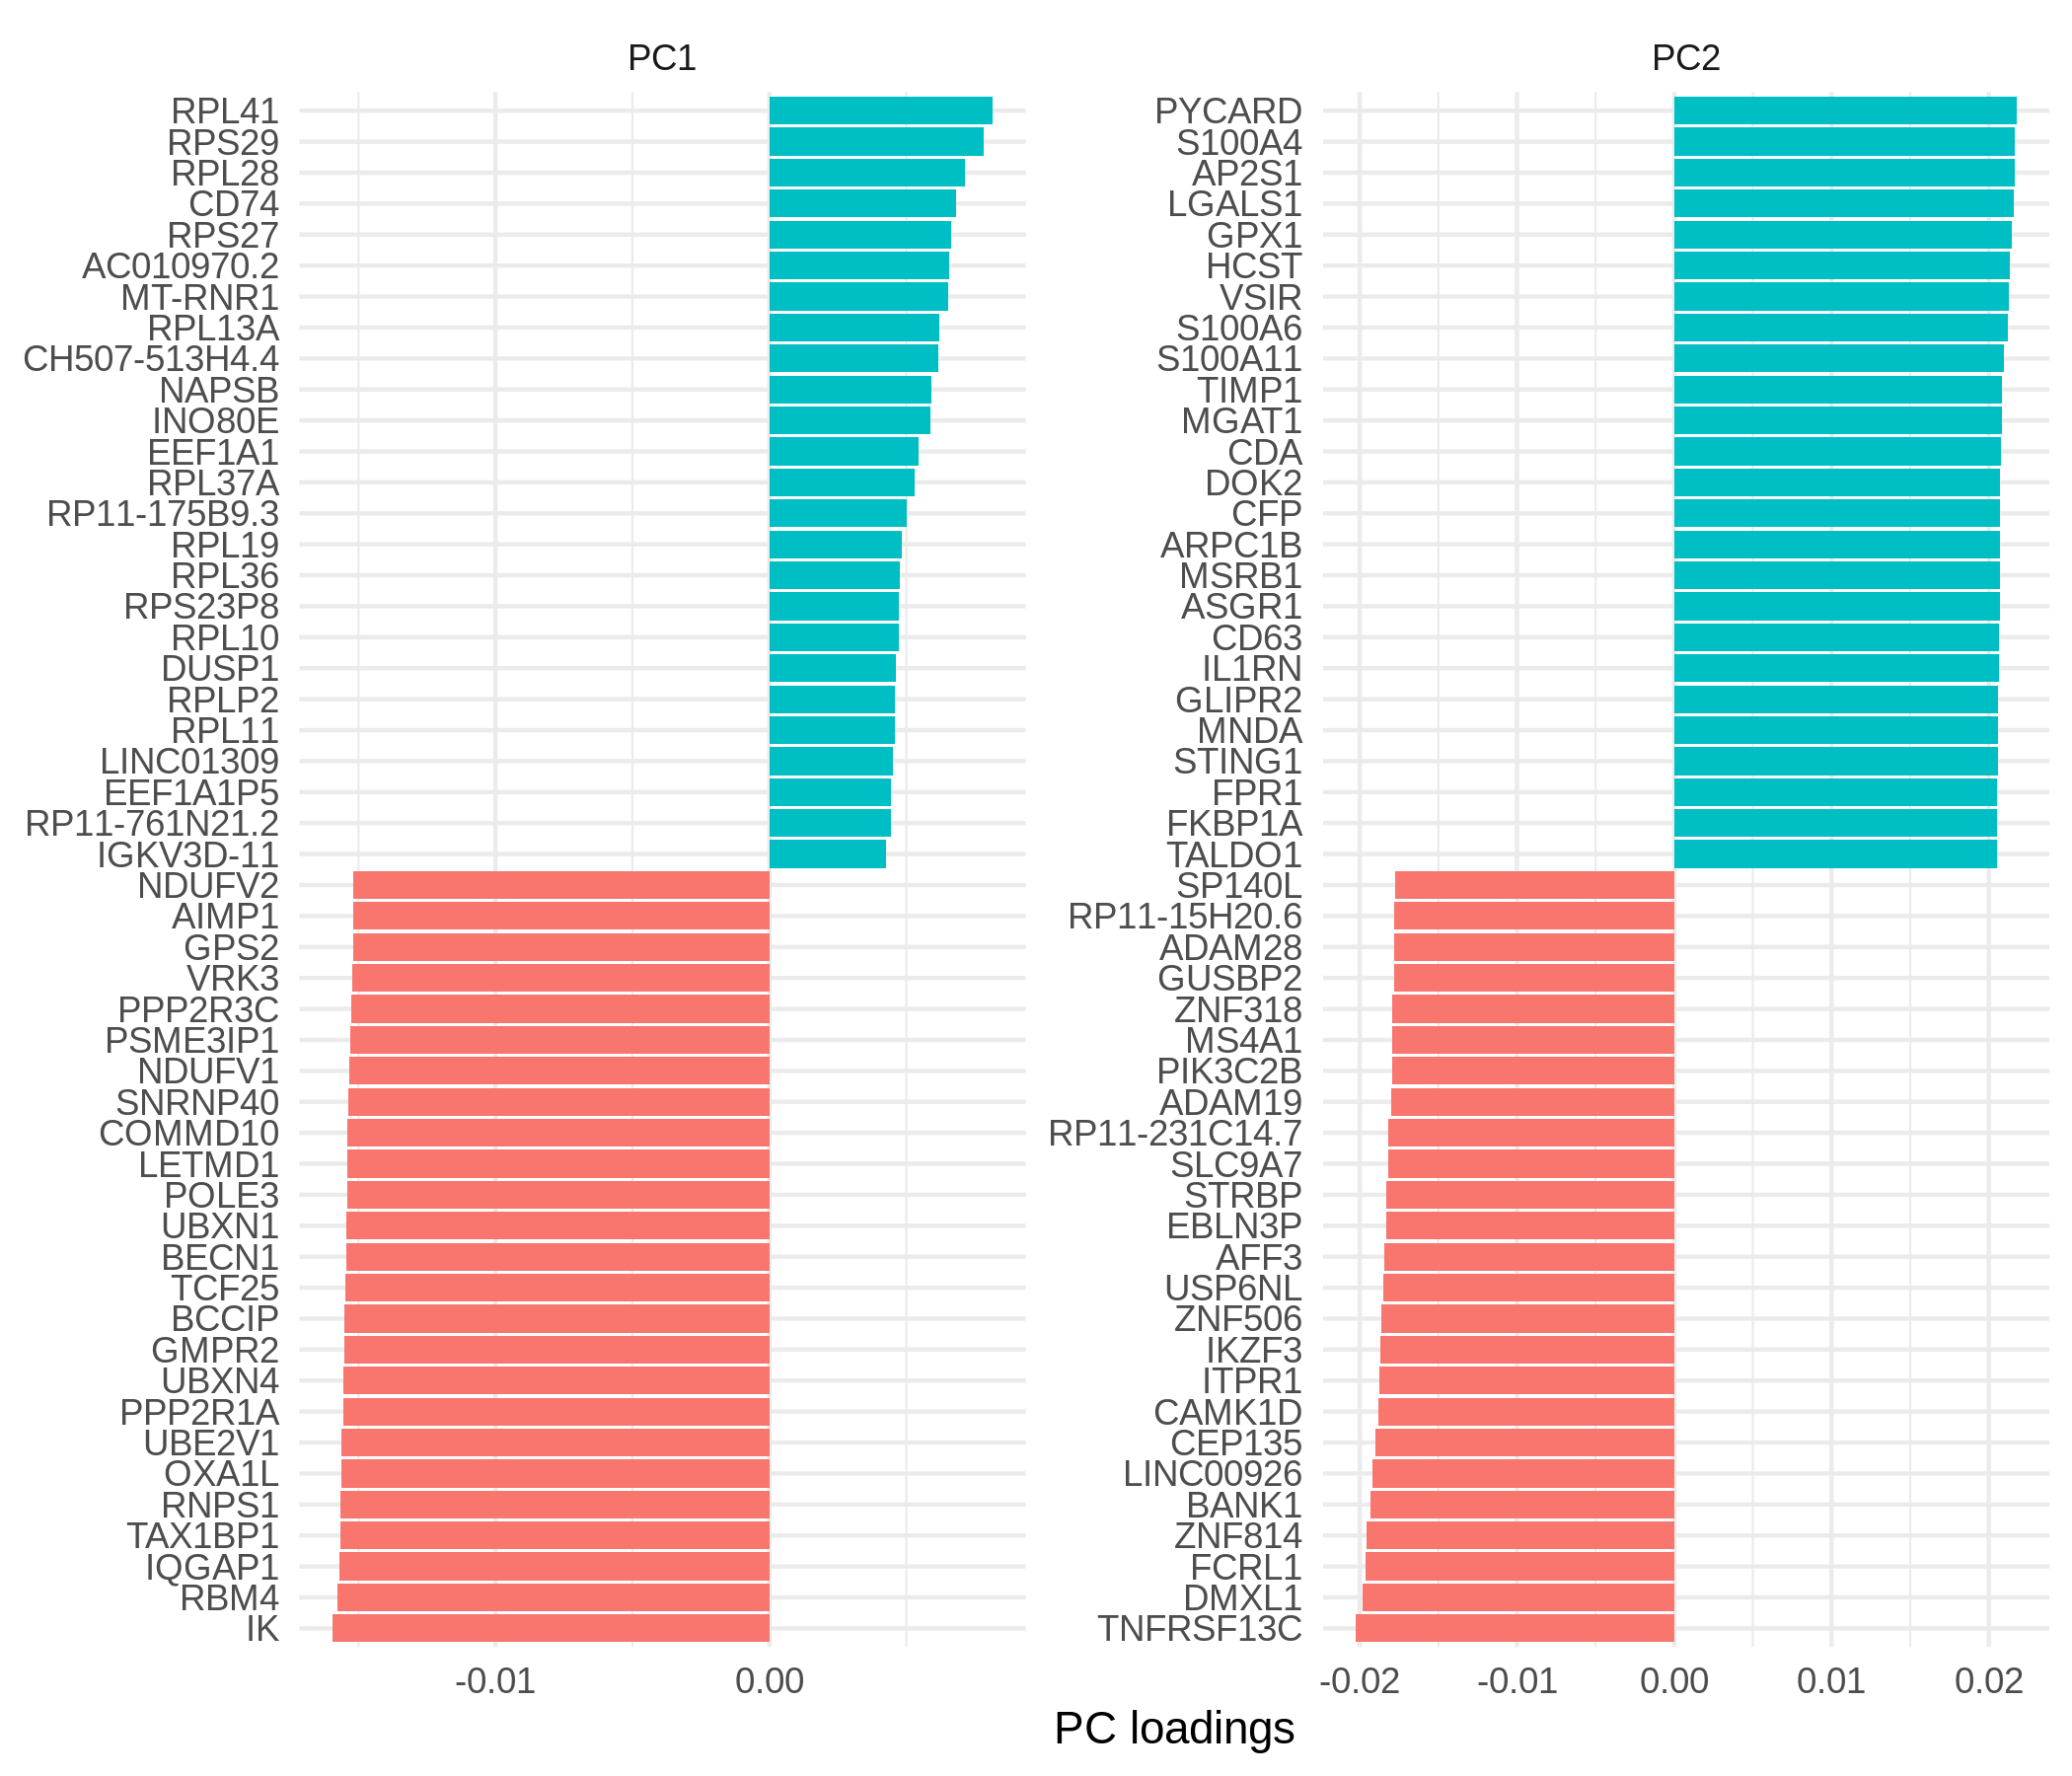 PC1
RPL41
RPS29
RPL28
CD74
RPS27
AC010970.2
MT-RNR1
RPL13A
CH507-513H4.4
NAPSB
INO80E
EEF1A1
RPL37A
RP11-175B9.3
RPL19
RPL36
RPS23P8
RPL10
DUSP1
RPLP2
RPL11
LINC01309
EEF1A1P5
RP11-761N21.2
IGKV3D-11
NDUFV2
AIMP1
GPS2
VRK3
PPP2R3C
PSME3IP1
NDUFV1
SNRNP40
COMMD10
LETMD1
POLE3
UBXN1
BECN1
TCF25
BCCIP
GMPR2
UBXN4
PPP2R1A
UBE2V1
OXA1L
RNPS1
TAX1BP1
IQGAP1
RBM4
IK
-0.01 0.00
PC2
PYCARD
S100A4
AP2S1
LGALS1
GPX1
HCST
VSIR
S100A6
S100A11
TIMP1
MGAT1
CDA
DOK2
CFP
ARPC1B
MSRB1
ASGR1
CD63
IL1RN
GLIPR2
MNDA
STING1
FPR1
FKBP1A
TALDO1
SP140L
RP11-15H20.6
ADAM28
GUSBP2
ZNF318
MS4A1
PIK3C2B
ADAM19
RP11-231C14.7
SLC9A7
STRBP
EBLN3P
AFF3
USP6NL
ZNF506
IKZF3
ITPR1
CAMK1D
CEP135
LINC00926
BANK1
ZNF814
FCRL1
DMXL1
TNFRSF13C
-0.02 -0.01 0.00 0.01 0.02
PC loadings